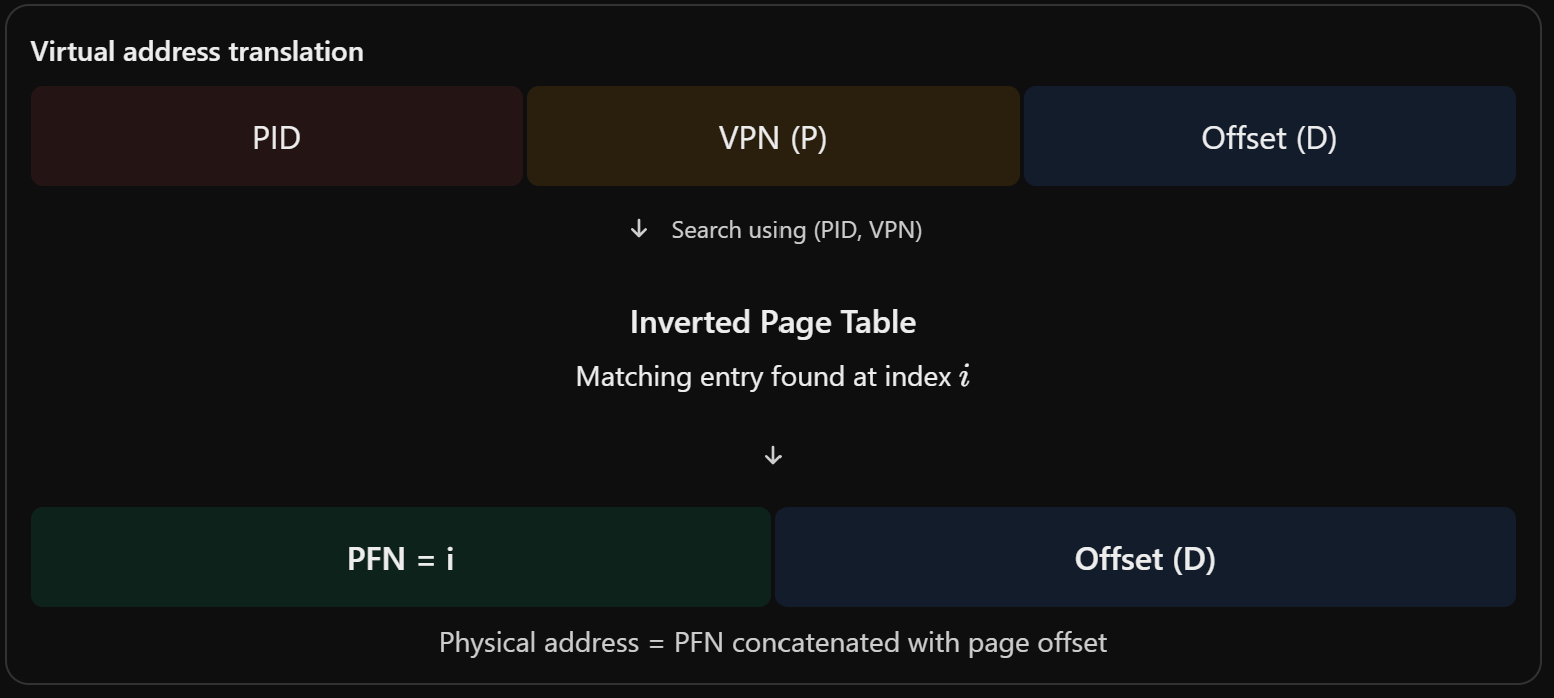 Virtual address translation
PID VPN (P) Offset (D)
↓ Search using (PID, VPN)
Inverted Page Table
Matching entry found at index i
↓
PFN = i Offset (D)
Physical address = PFN concatenated with page offset